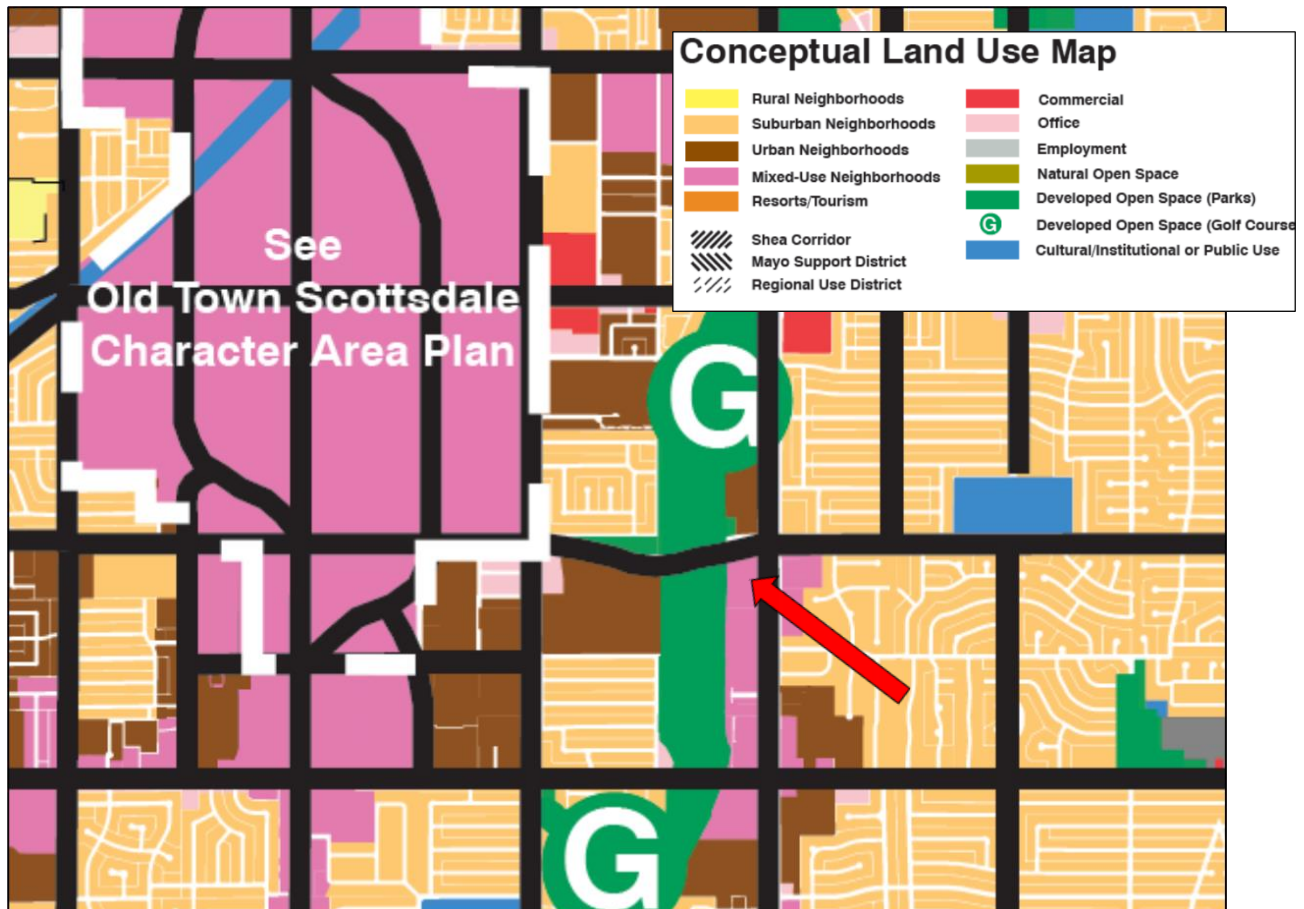 Conceptual Land Use Map
Rural Neighborhoods
Suburban Neighborhoods
Urban Neighborhoods
Mixed-Use Neighborhoods
Resorts/Tourism
Shea Corridor
Mayo Support District
Regional Use District
Commercial
Office
Employment
Natural Open Space
Developed Open Space (Parks)
G
Developed Open Space (Golf Course
Cultural/Institutional or Public Use
See
Old Town Scottsdale
Character Area Plan
G
G